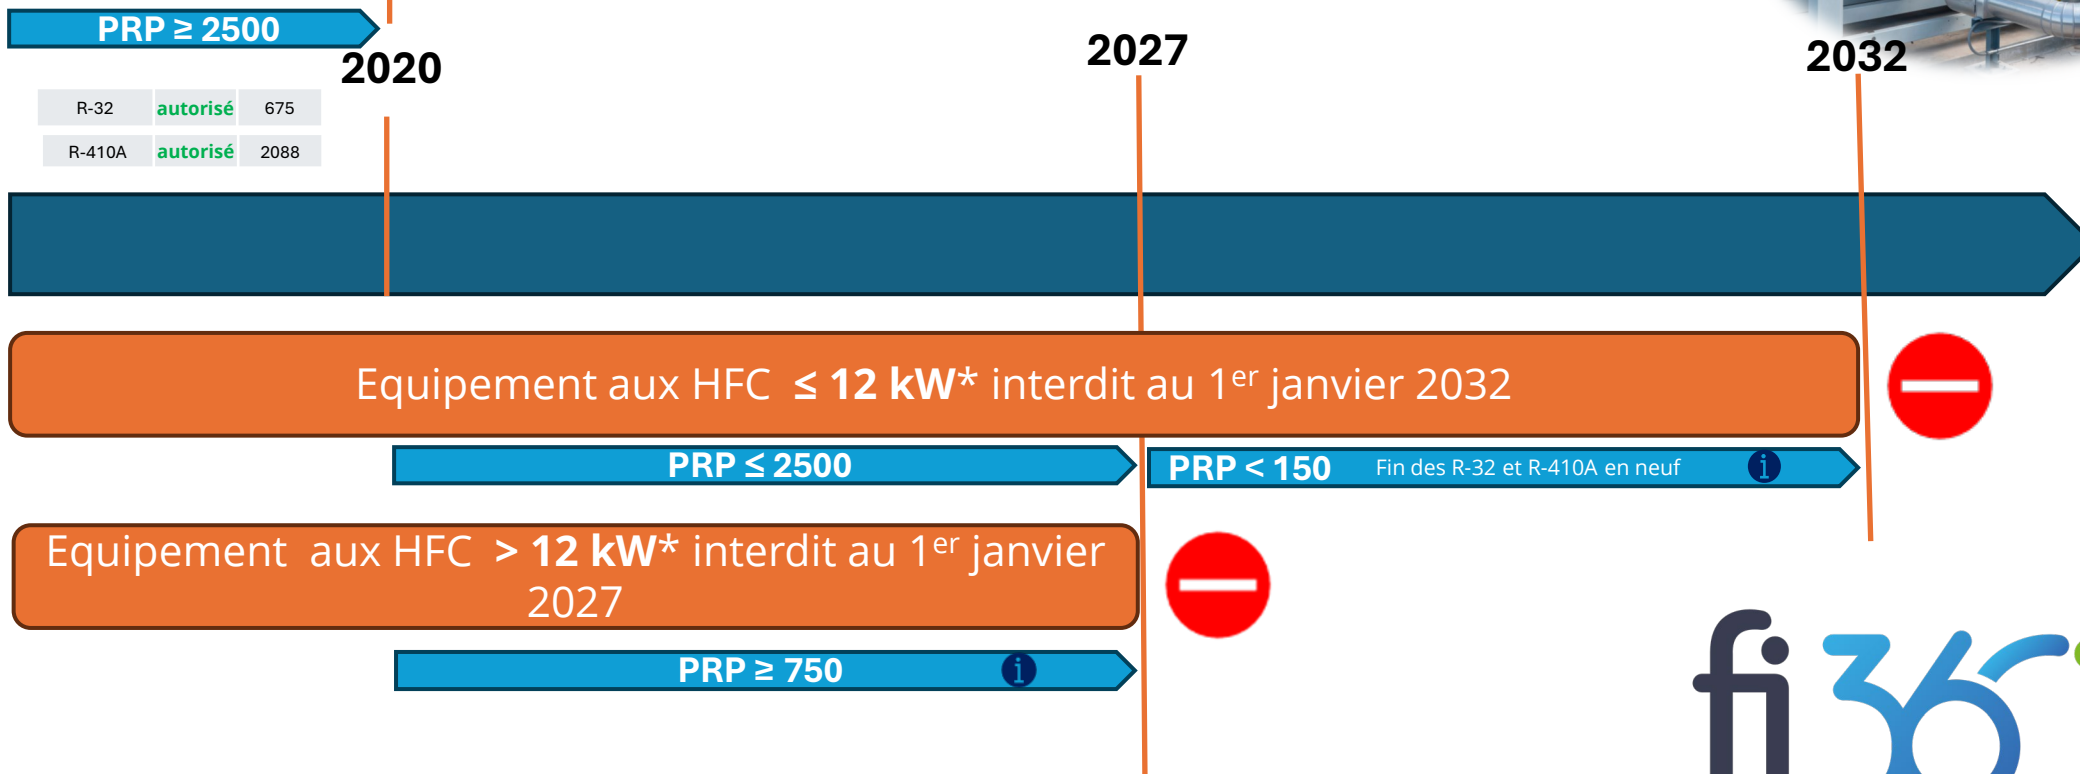 PRP ≥ 2500
2020
2027
2032
R-32 autorisé 675
R-410A autorisé 2088
Equipement aux HFC ≤ 12 kW* interdit au 1er janvier 2032
PRP ≤ 2500
PRP < 150 Fin des R-32 et R-410A en neuf i
Equipement aux HFC > 12 kW* interdit au 1er janvier
2027
PRP ≥ 750 i
fi 36